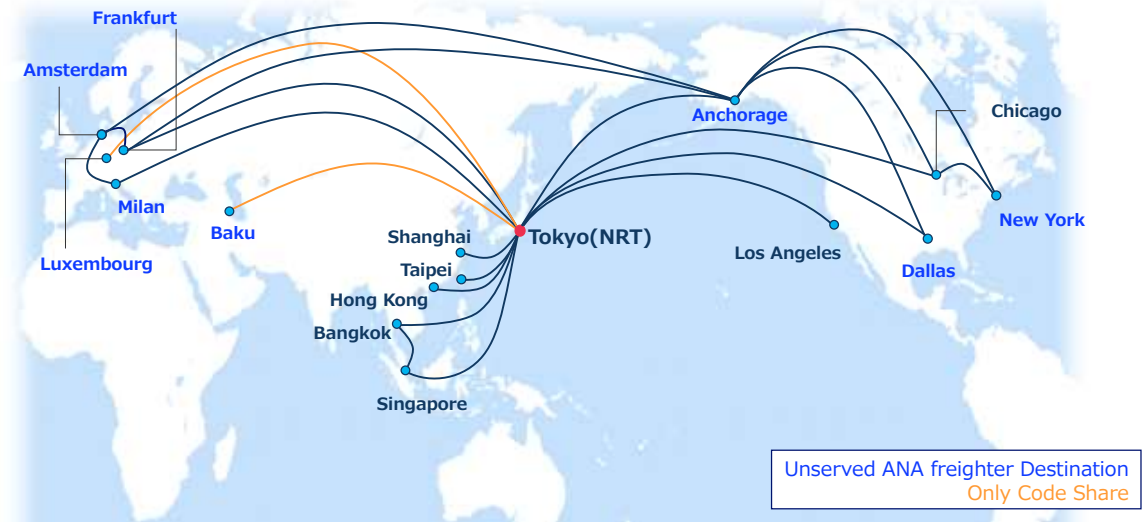 Frankfurt
Amsterdam
Anchorage
Chicago
Milan
New York
Baku
Shanghai
Tokyo(NRT)
Luxembourg
Los Angeles
Taipei
Dallas
Hong Kong
Bangkok
Singapore
Unserved ANA freighter Destination
Only Code Share